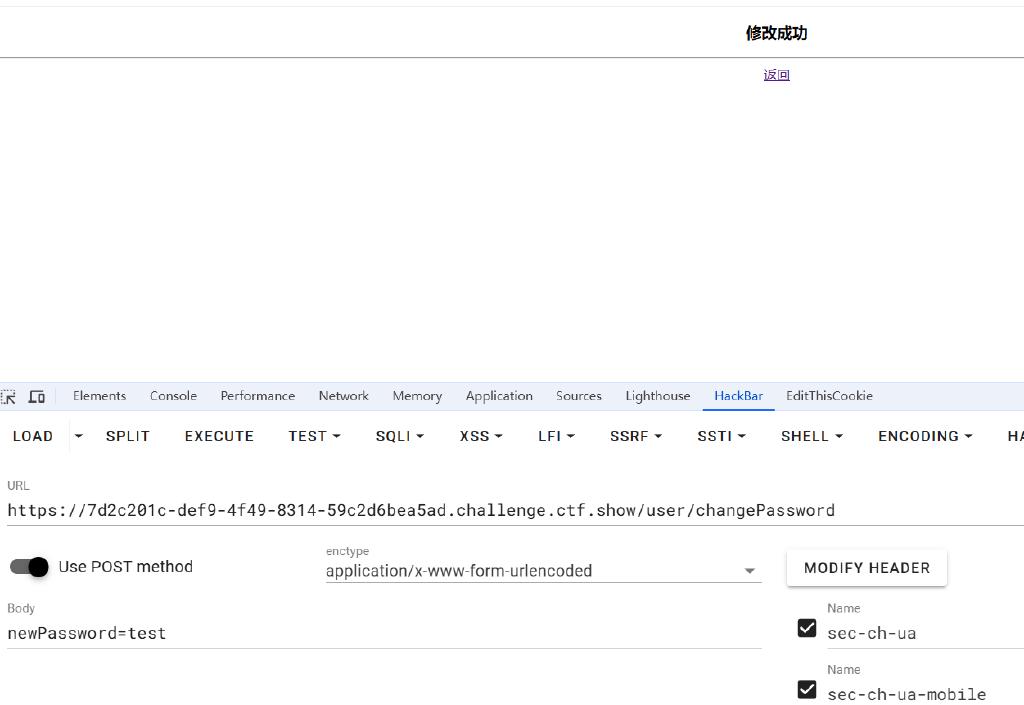 修改成功
返回
Elements Console Performance Network Memory Application Sources Lighthouse HackBar EditThisCookie
LOAD SPLIT EXECUTE TEST SQLI XSS LFI SSRF SSTI SHELL ENCODING HA
URL
https://7d2c201c-def9-4f49-8314-59c2d6bea5ad.challenge.ctf.show/user/changePassword
Use POST method
enctype
application/x-www-form-urlencoded
MODIFY HEADER
Body
newPassword=test
Name
sec-ch-ua
Name
sec-ch-ua-mobile